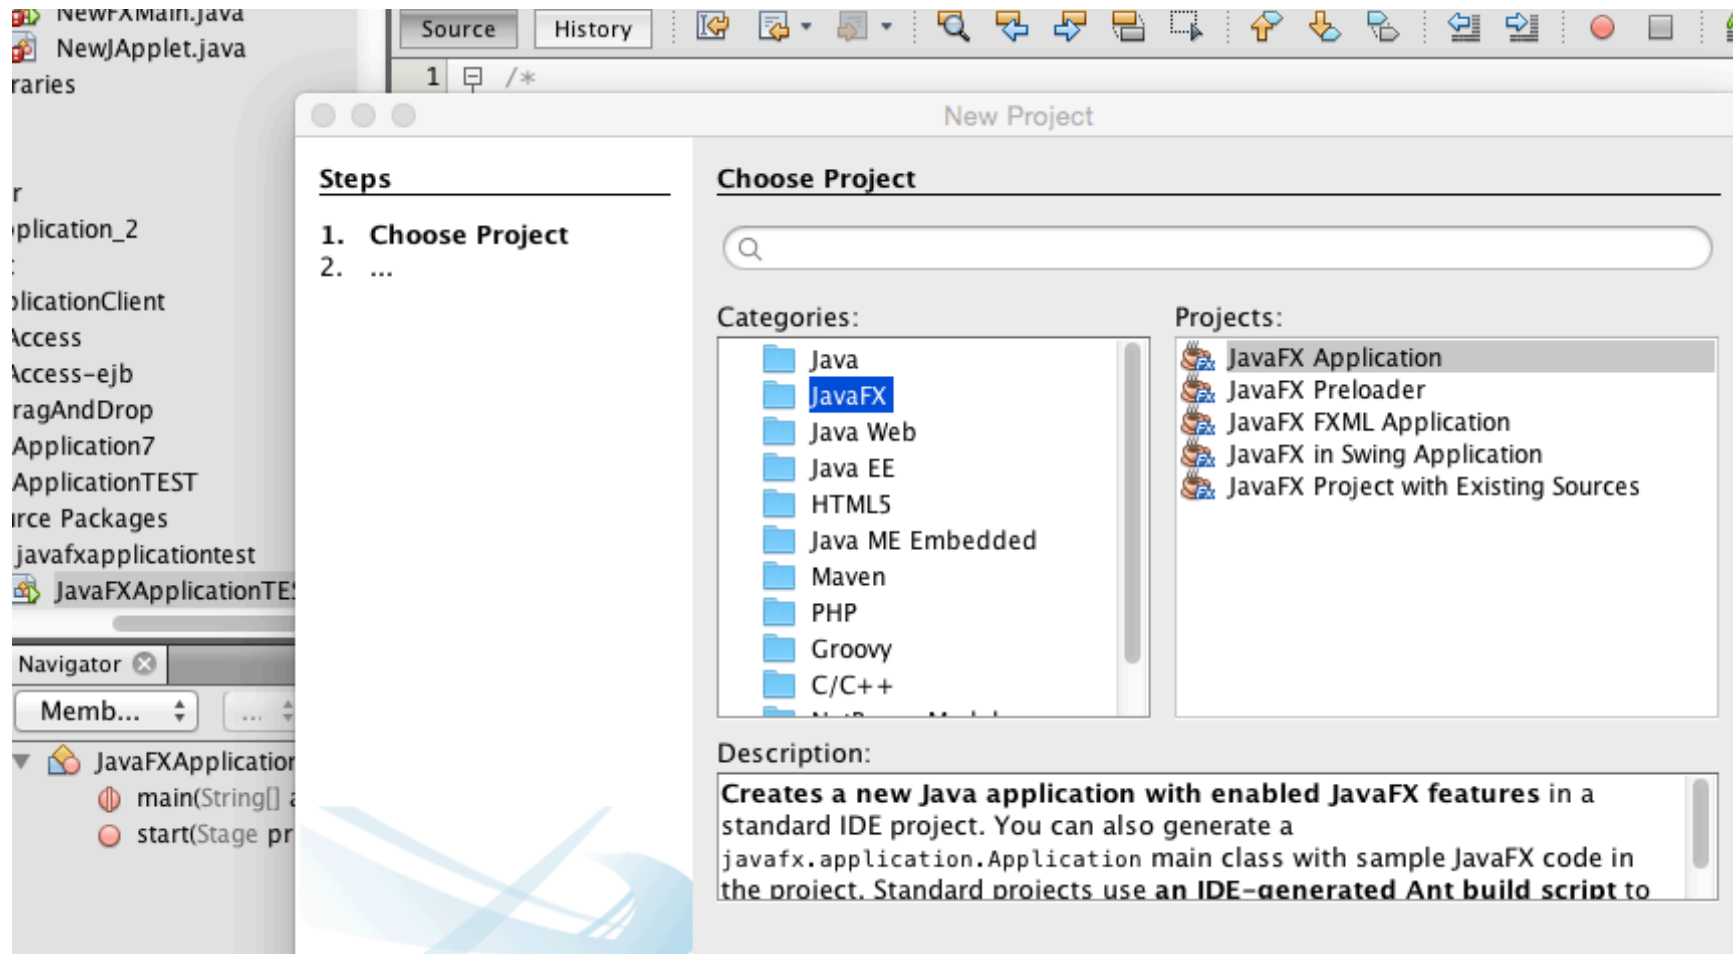 NewFXMain.java
NewJApplet.java
raries
r
plication_2
plicationClient
Access
Access-ejb
ragAndDrop
Application7
ApplicationTEST
rce Packages
javafxapplicationtest
JavaFXApplicationTES
Navigator
Memb...
...
JavaFXApplication
main(String[] a
start(Stage pr
Source
History
1 /*
New Project
Steps
1. Choose Project
2. ...
Choose Project
Categories:
Java
JavaFX
Java Web
Java EE
HTML5
Java ME Embedded
Maven
PHP
Groovy
C/C++
Projects:
JavaFX Application
JavaFX Preloader
JavaFX FXML Application
JavaFX in Swing Application
JavaFX Project with Existing Sources
Description:
Creates a new Java application with enabled JavaFX features in a
standard IDE project. You can also generate a
javafx.application.Application main class with sample JavaFX code in
the project. Standard projects use an IDE-generated Ant build script to